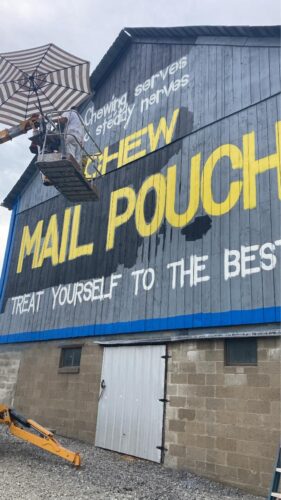 Chewing serves
steady nerves
CHEW
MAIL POUCH
TREAT YOURSELF TO THE BEST